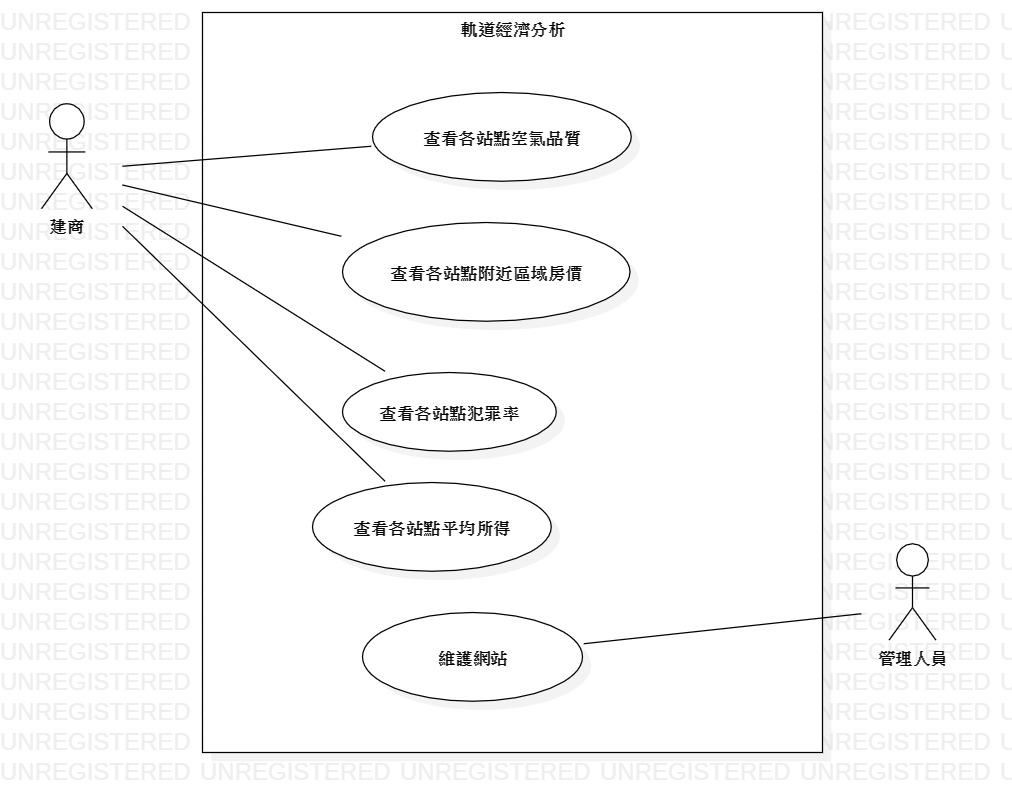 軌道經濟分析
查看各站點空氣品質
建商
查看各站點附近區域房價
查看各站點犯罪率
查看各站點平均所得
維護網站
管理人員
UNREGISTERED UNREGISTERED UNREGISTERED UNREGISTERED UNREGISTERED